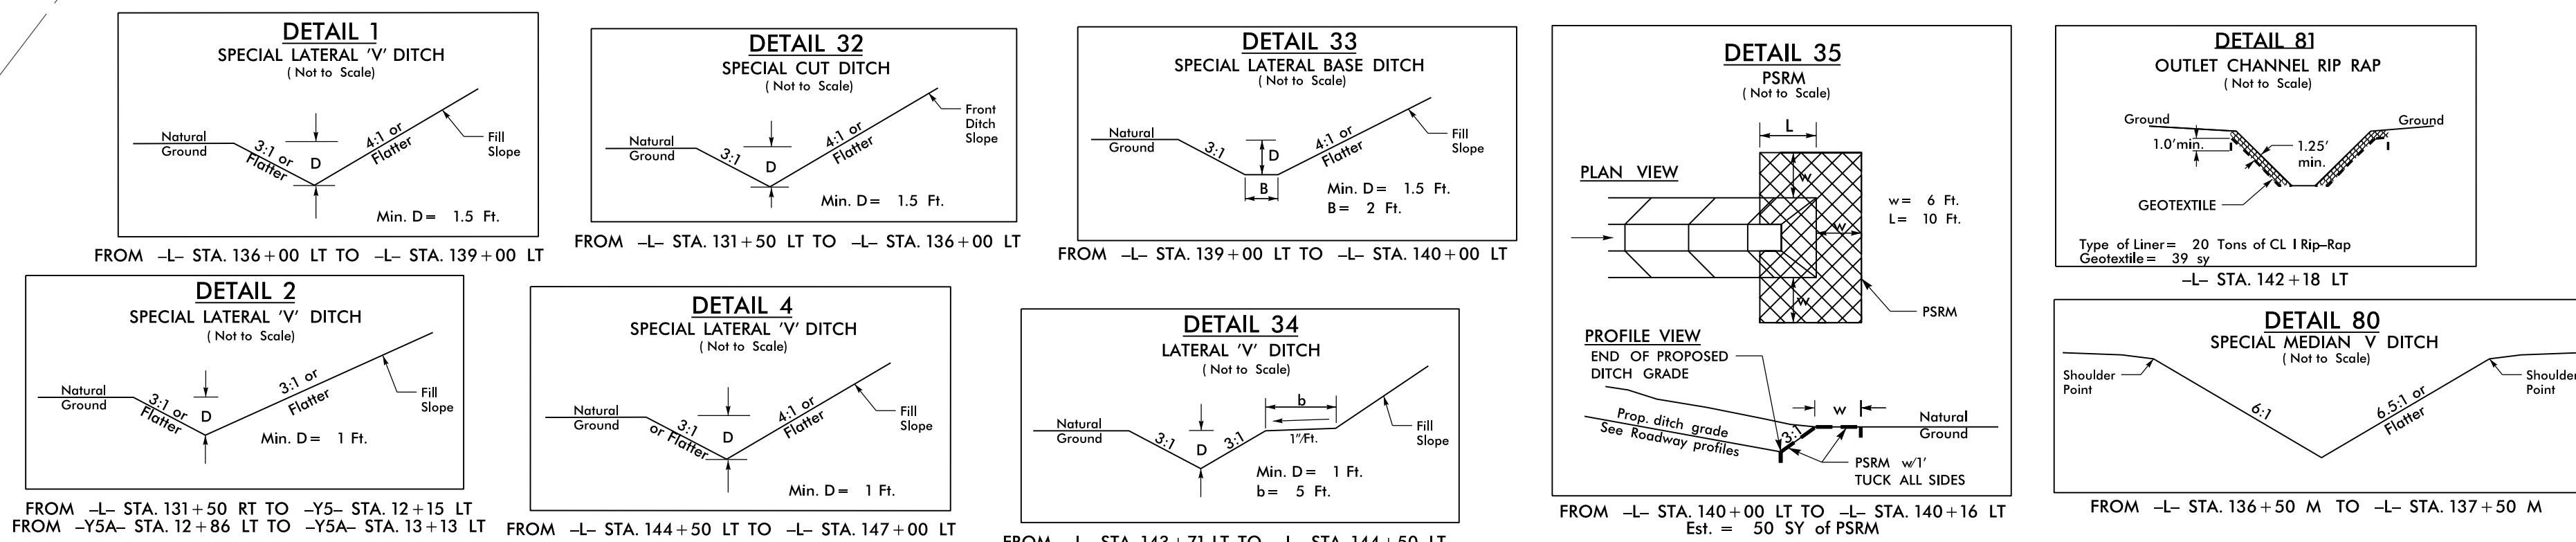 DETAIL 1
SPECIAL LATERAL 'V' DITCH
( Not to Scale)
Natural
Ground
3:1 or
Flatter
D
4:1 or
Flatter
Fill
Slope
Min. D= 1.5 Ft.
FROM -L- STA. 136+00 LT TO -L- STA. 139+00 LT
DETAIL 32
SPECIAL CUT DITCH
( Not to Scale)
Natural
Ground
3:1
D
4:1 or
Flatter
Front
Ditch
Slope
Min. D= 1.5 Ft.
FROM -L- STA. 131+50 LT TO -L- STA. 136+00 LT
DETAIL 33
SPECIAL LATERAL BASE DITCH
( Not to Scale)
Natural
Ground
3:1
D
B
4:1 or
Flatter
Fill
Slope
Min. D= 1.5 Ft.
B= 2 Ft.
FROM -L- STA. 139+00 LT TO -L- STA. 140+00 LT
DETAIL 35
PSRM
( Not to Scale)
L
PLAN VIEW
w
w= 6 Ft.
L= 10 Ft.
w
w
PSRM
PROFILE VIEW
END OF PROPOSED
DITCH GRADE
w
Prop. ditch grade
See Roadway profiles
3:1
Natural
Ground
PSRM w/1'
TUCK ALL SIDES
FROM -L- STA. 140+00 LT TO -L- STA. 140+16 LT
Est. = 50 SY of PSRM
DETAIL 81
OUTLET CHANNEL RIP RAP
( Not to Scale)
Ground
Ground
1.0'min.
1.25'
min.
GEOTEXTILE
Type of Liner= 20 Tons of CL I Rip-Rap
Geotextile= 39 sy
-L- STA. 142+18 LT
DETAIL 2
SPECIAL LATERAL 'V' DITCH
( Not to Scale)
Natural
Ground
3:1 or
Flatter
D
3:1 or
Flatter
Fill
Slope
Min. D= 1 Ft.
FROM -L- STA. 131+50 RT TO -Y5- STA. 12+15 LT
FROM -Y5A- STA. 12+86 LT TO -Y5A- STA. 13+13 LT
DETAIL 4
SPECIAL LATERAL 'V' DITCH
( Not to Scale)
Natural
Ground
3:1
or Flatter
D
4:1 or
Flatter
Fill
Slope
Min. D= 1 Ft.
FROM -L- STA. 144+50 LT TO -L- STA. 147+00 LT
DETAIL 34
LATERAL 'V' DITCH
( Not to Scale)
Natural
Ground
3:1
D
3:1
b
1"/Ft.
Fill
Slope
Min. D= 1 Ft.
b= 5 Ft.
FROM -L- STA. 143+71 LT TO -L- STA. 144+50 LT
DETAIL 80
SPECIAL MEDIAN V DITCH
( Not to Scale)
Shoulder
Point
6:1
6.5:1 or
Flatter
Shoulder
Point
FROM -L- STA. 136+50 M TO -L- STA. 137+50 M